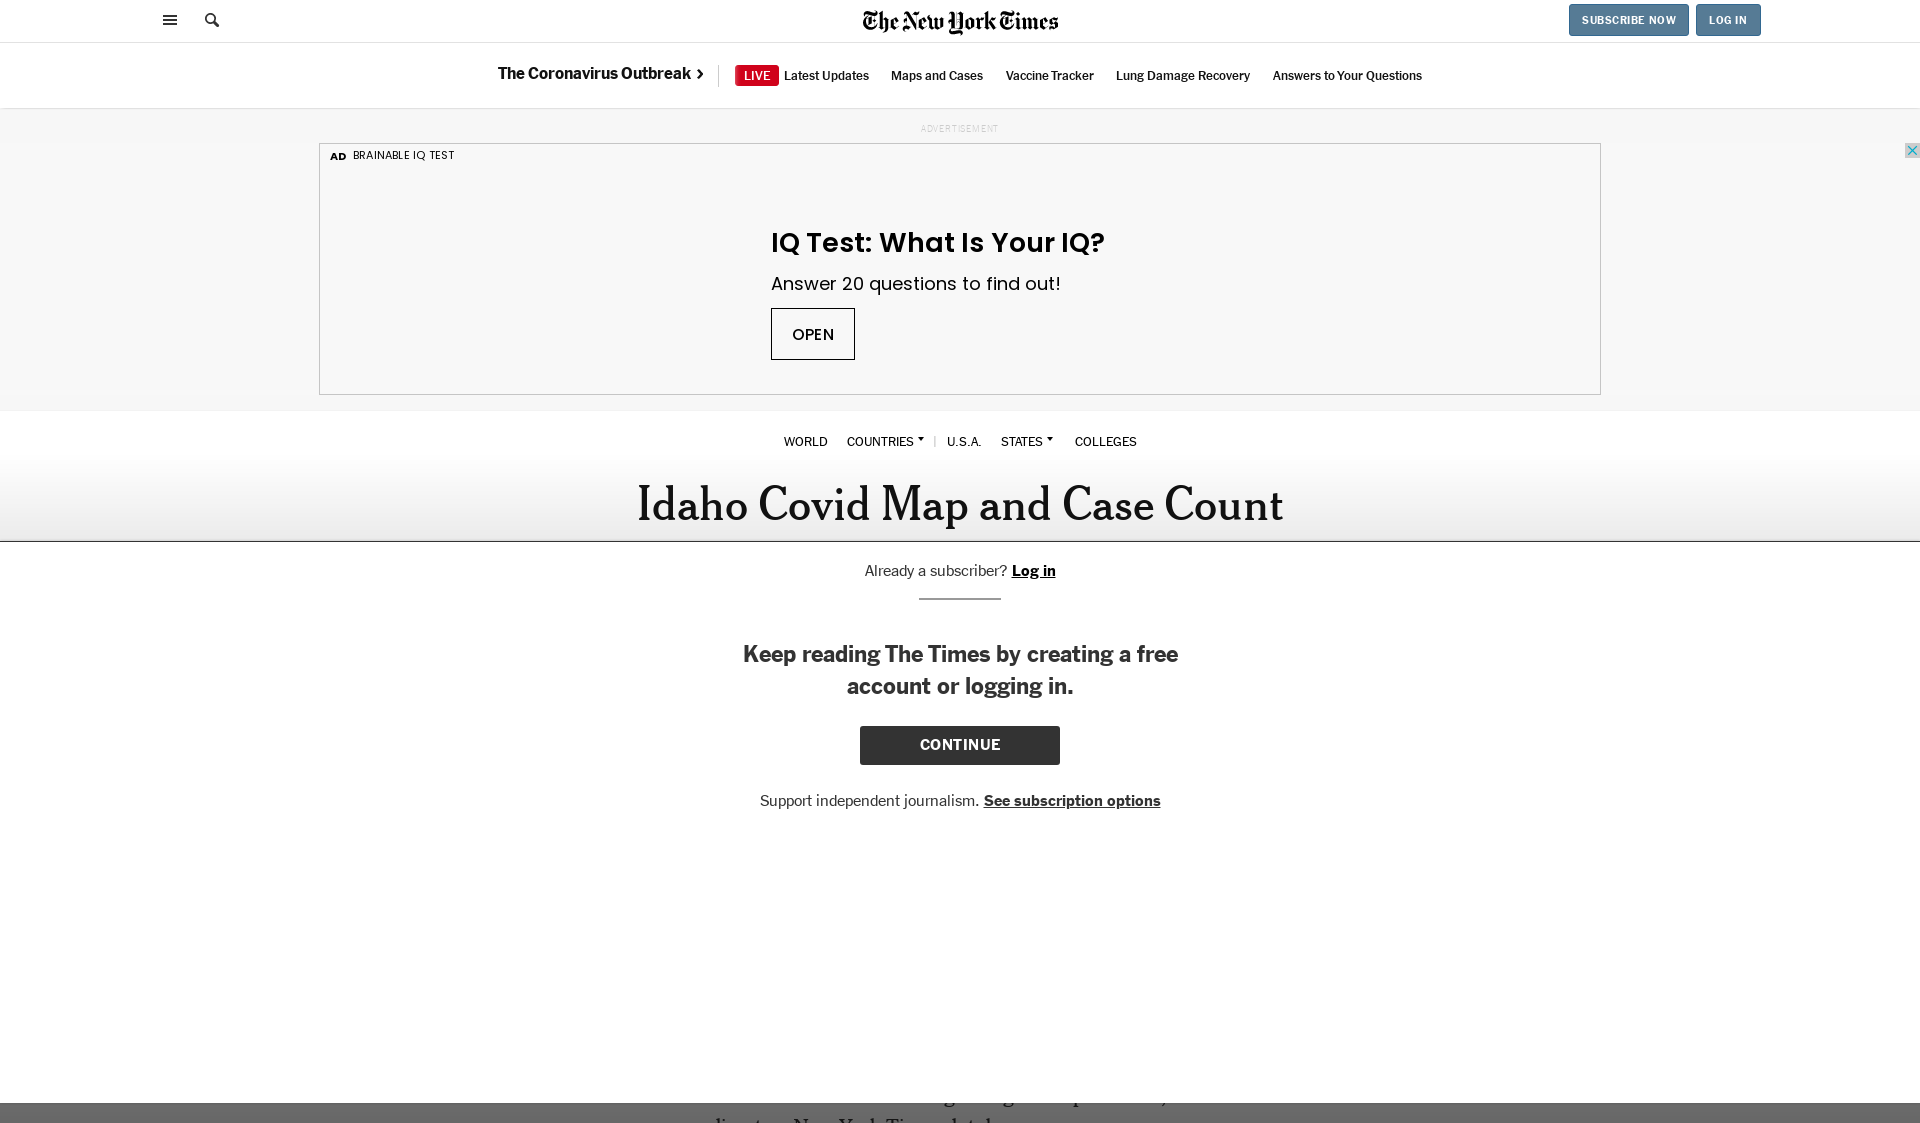 The New York Times
SUBSCRIBE NOW
LOG IN
The Coronavirus Outbreak
LIVE Latest Updates
Maps and Cases
Vaccine Tracker
Lung Damage Recovery
Answers to Your Questions
ADVERTISEMENT
AD BRAINABLE IQ TEST
IQ Test: What Is Your IQ?
Answer 20 questions to find out!
OPEN
WORLD COUNTRIES | U.S.A. STATES COLLEGES
Idaho Covid Map and Case Count
Already a subscriber? Log in
Keep reading The Times by creating a free
account or logging in.
CONTINUE
Support independent journalism. See subscription options